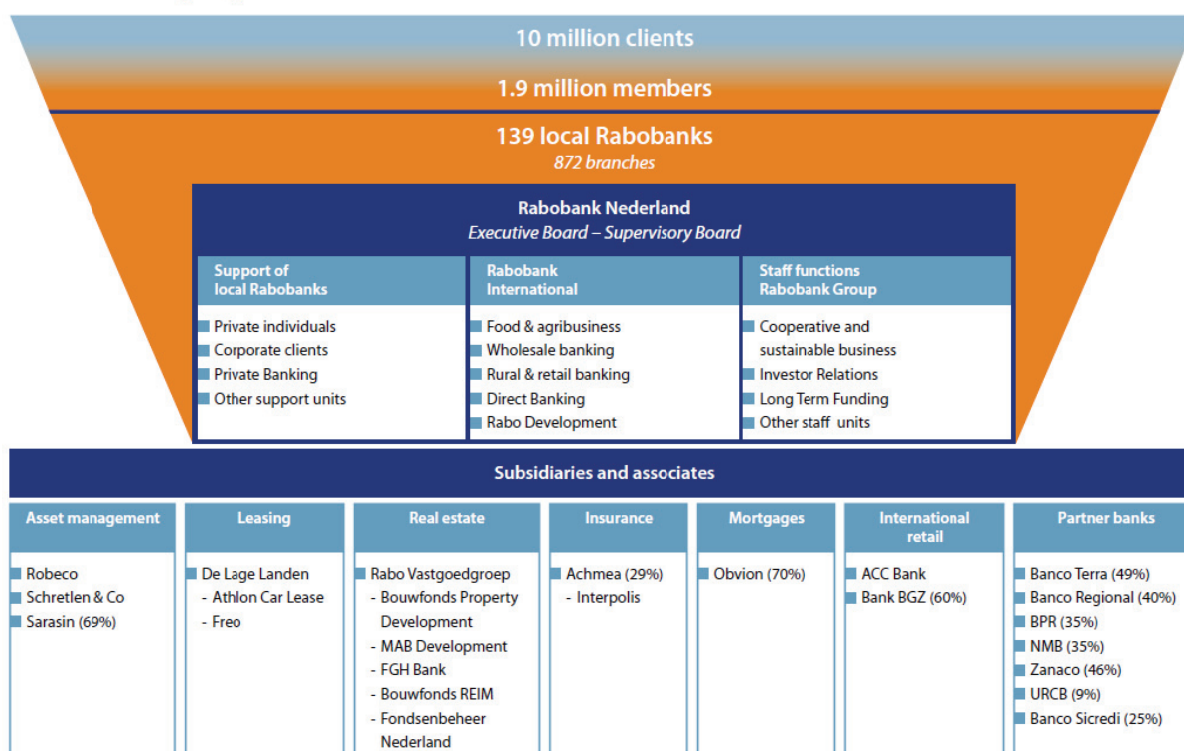 10 million clients
1.9 million members
139 local Rabobanks
872 branches
Rabobank Nederland
Executive Board – Supervisory Board
Support of
local Rabobanks
Private individuals
Corporate clients
Private Banking
Other support units
Rabobank
International
Food & agribusiness
Wholesale banking
Rural & retail banking
Direct Banking
Rabo Development
Staff functions
Rabobank Group
Cooperative and
sustainable business
Investor Relations
Long Term Funding
Other staff units
Subsidiaries and associates
Asset management
Robeco
Schretlen & Co
Sarasin (69%)
Leasing
De Lage Landen
- Athlon Car Lease
- Freo
Real estate
Rabo Vastgoedgroep
- Bouwfonds Property
Development
- MAB Development
- FGH Bank
- Bouwfonds REIM
- Fondsenbeheer
Nederland
Insurance
Achmea (29%)
- Interpolis
Mortgages
Obvion (70%)
International
retail
ACC Bank
Bank BGZ (60%)
Partner banks
Banco Terra (49%)
Banco Regional (40%)
BPR (35%)
NMB (35%)
Zanaco (46%)
URCB (9%)
Banco Sicredi (25%)